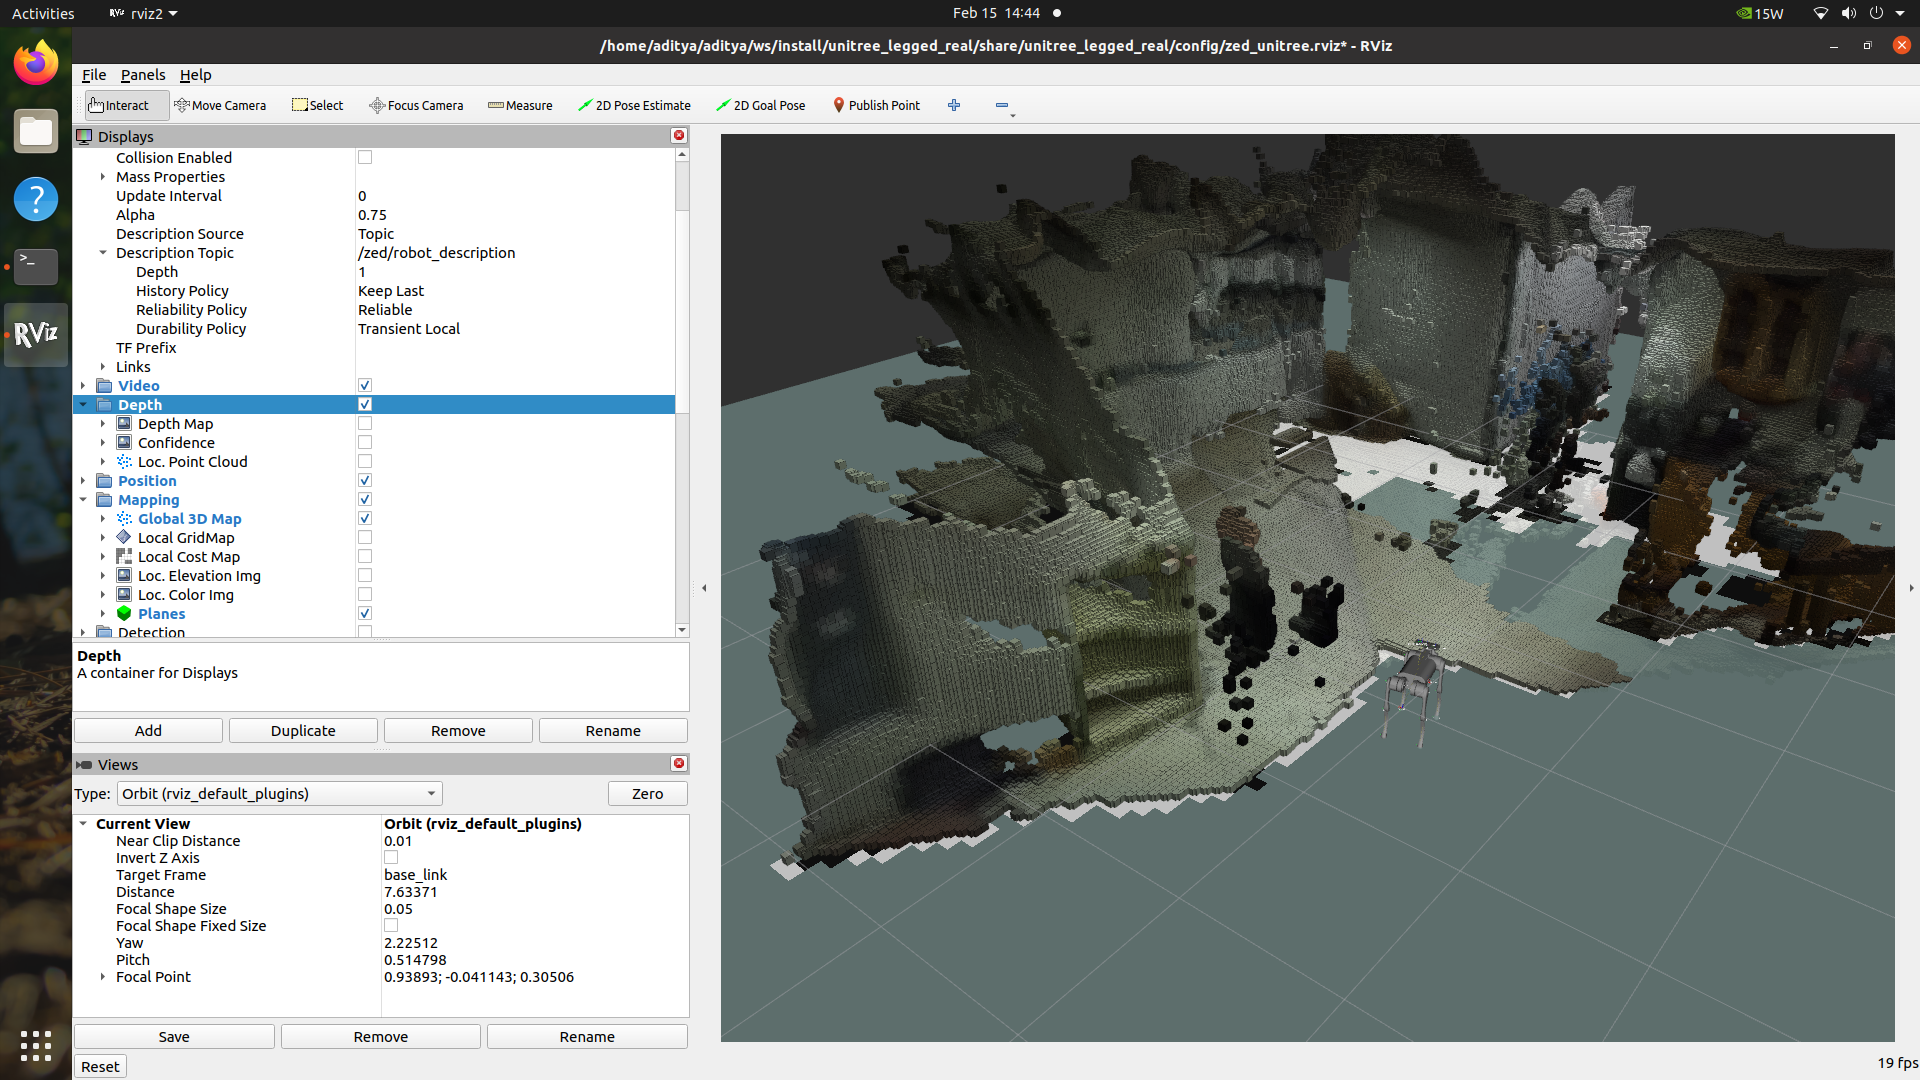 Activities
rviz2
Feb 15 14:44
15W
/home/aditya/aditya/ws/install/unitree_legged_real/share/unitree_legged_real/config/zed_unitree.rviz* - RViz
File Panels Help
Interact Move Camera Select Focus Camera Measure 2D Pose Estimate 2D Goal Pose Publish Point
Displays
Collision Enabled
Mass Properties
Update Interval 0
Alpha 0.75
Description Source Topic
Description Topic /zed/robot_description
Depth 1
History Policy Keep Last
Reliability Policy Reliable
Durability Policy Transient Local
TF Prefix
Links
Video
Depth
Depth Map
Confidence
Loc. Point Cloud
Position
Mapping
Global 3D Map
Local GridMap
Local Cost Map
Loc. Elevation Img
Loc. Color Img
Planes
Detection
Depth
A container for Displays
Add Duplicate Remove Rename
Views
Type: Orbit (rviz_default_plugins) Zero
Current View Orbit (rviz_default_plugins)
Near Clip Distance 0.01
Invert Z Axis
Target Frame base_link
Distance 7.63371
Focal Shape Size 0.05
Focal Shape Fixed Size
Yaw 2.22512
Pitch 0.514798
Focal Point 0.93893; -0.041143; 0.30506
Save Remove Rename
Reset
19 fps
>_
?
RViz